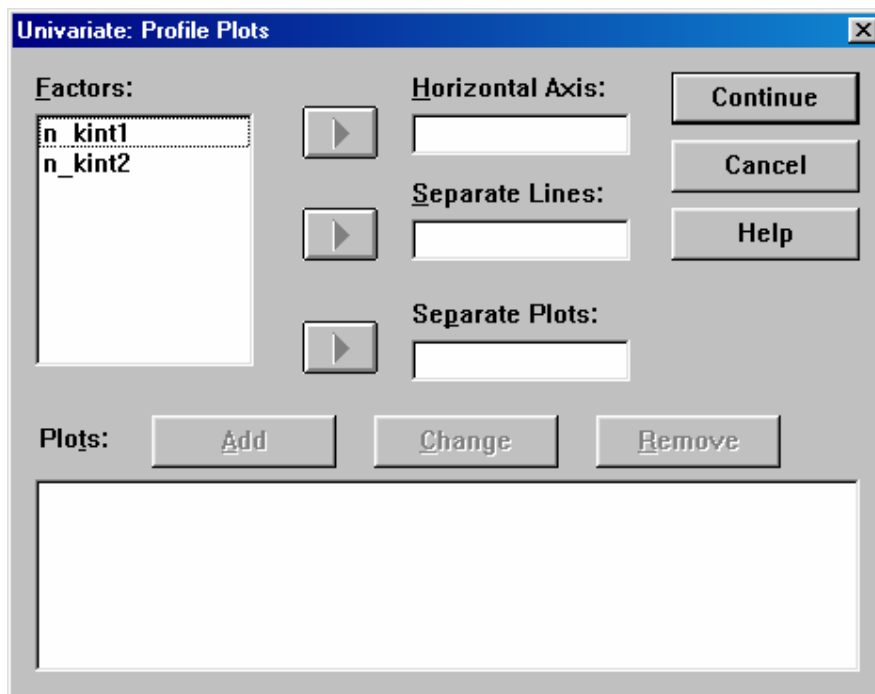 Univariate: Profile Plots
Factors:
n_kint1
n_kint2
Horizontal Axis:
Separate Lines:
Separate Plots:
Continue
Cancel
Help
Plots:
Add
Change
Remove